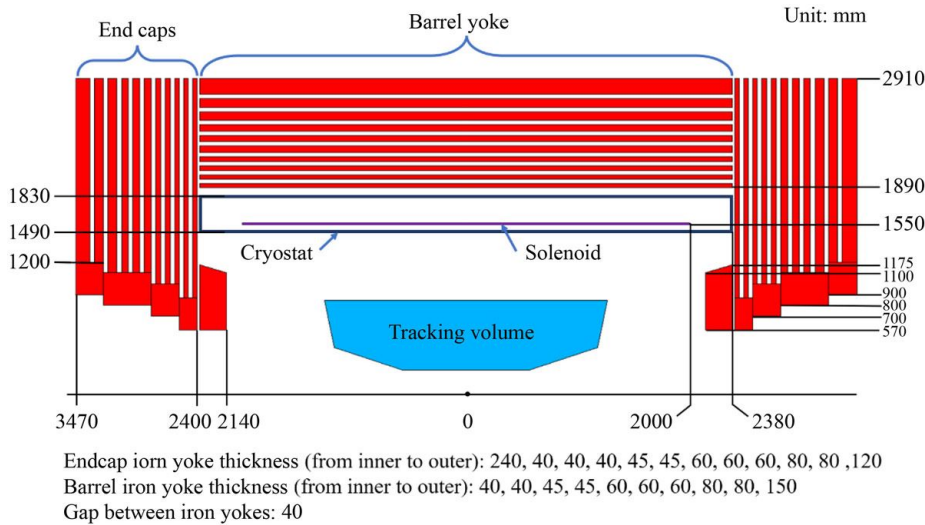 Unit: mm
End caps
Barrel yoke
2910
1830
1890
1490
1550
1200
Cryostat
Solenoid
1175
1100
900
800
700
570
Tracking volume
3470
2400
2140
0
2000
2380
Endcap iorn yoke thickness (from inner to outer): 240, 40, 40, 40, 45, 45, 60, 60, 60, 80, 80 ,120
Barrel iron yoke thickness (from inner to outer): 40, 40, 45, 45, 60, 60, 60, 80, 80, 150
Gap between iron yokes: 40